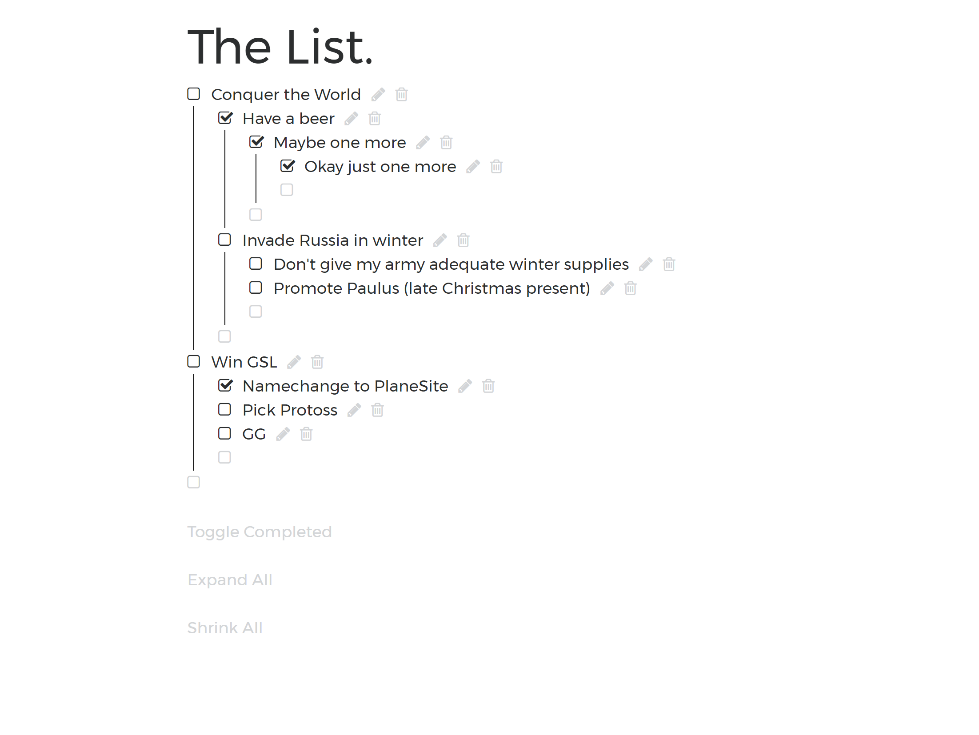 The List.
Conquer the World
Have a beer
Maybe one more
Okay just one more
Invade Russia in winter
Don't give my army adequate winter supplies
Promote Paulus (late Christmas present)
Win GSL
Namechange to PlaneSite
Pick Protoss
GG
Toggle Completed
Expand All
Shrink All